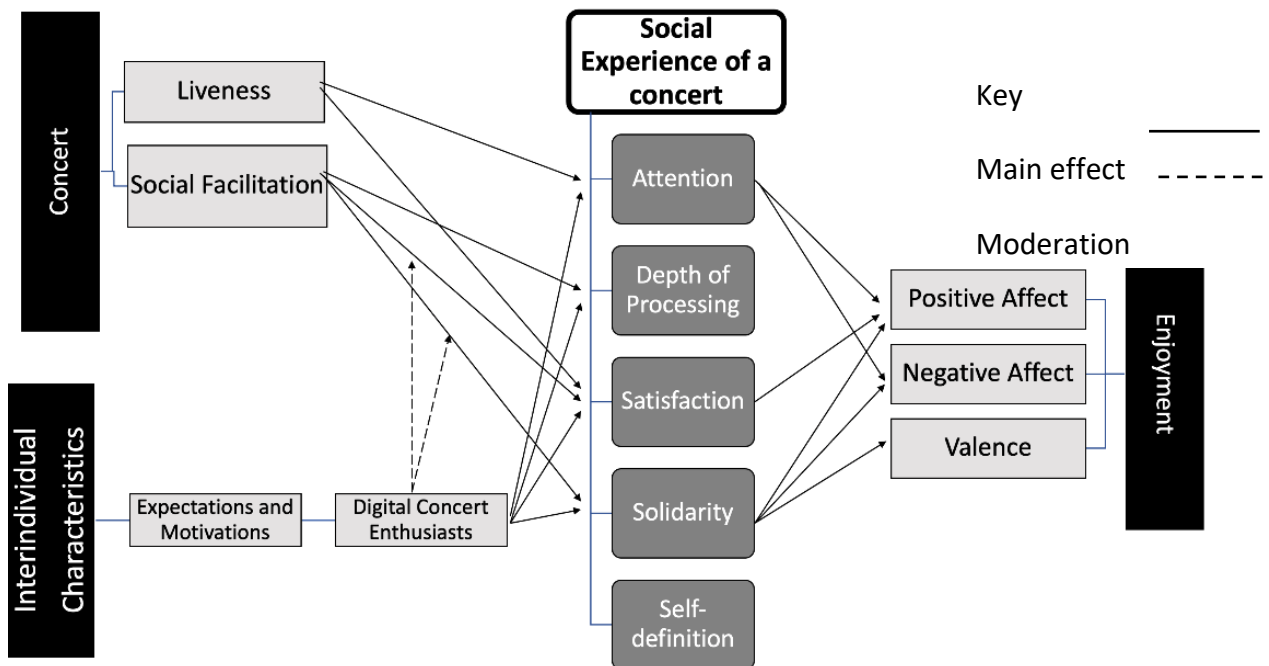 Concert
Liveness
Social Facilitation
Interindividual
Characteristics
Expectations and
Motivations
Digital Concert
Enthusiasts
Social
Experience of a
concert
Attention
Depth of
Processing
Satisfaction
Solidarity
Self-
definition
Key
Main effect
Moderation
Positive Affect
Negative Affect
Valence
Enjoyment